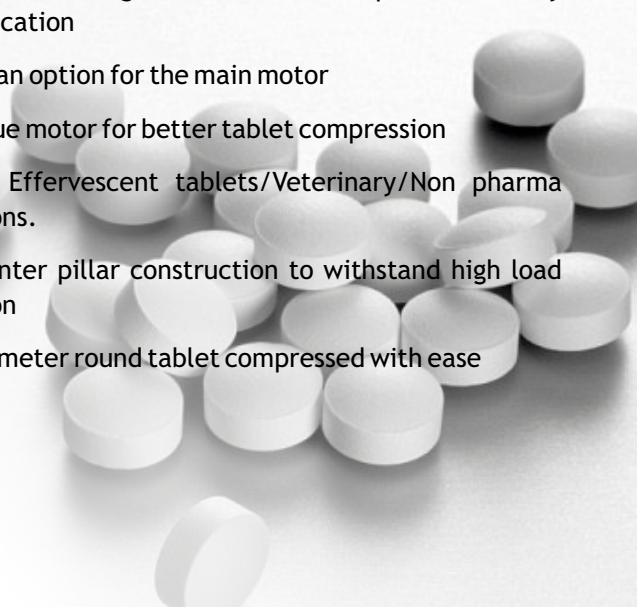 cation
an option for the main motor
ue motor for better tablet compression
Effervescent tablets/Veterinary/Non pharma
ons.
nter pillar construction to withstand high load
on
meter round tablet compressed with ease